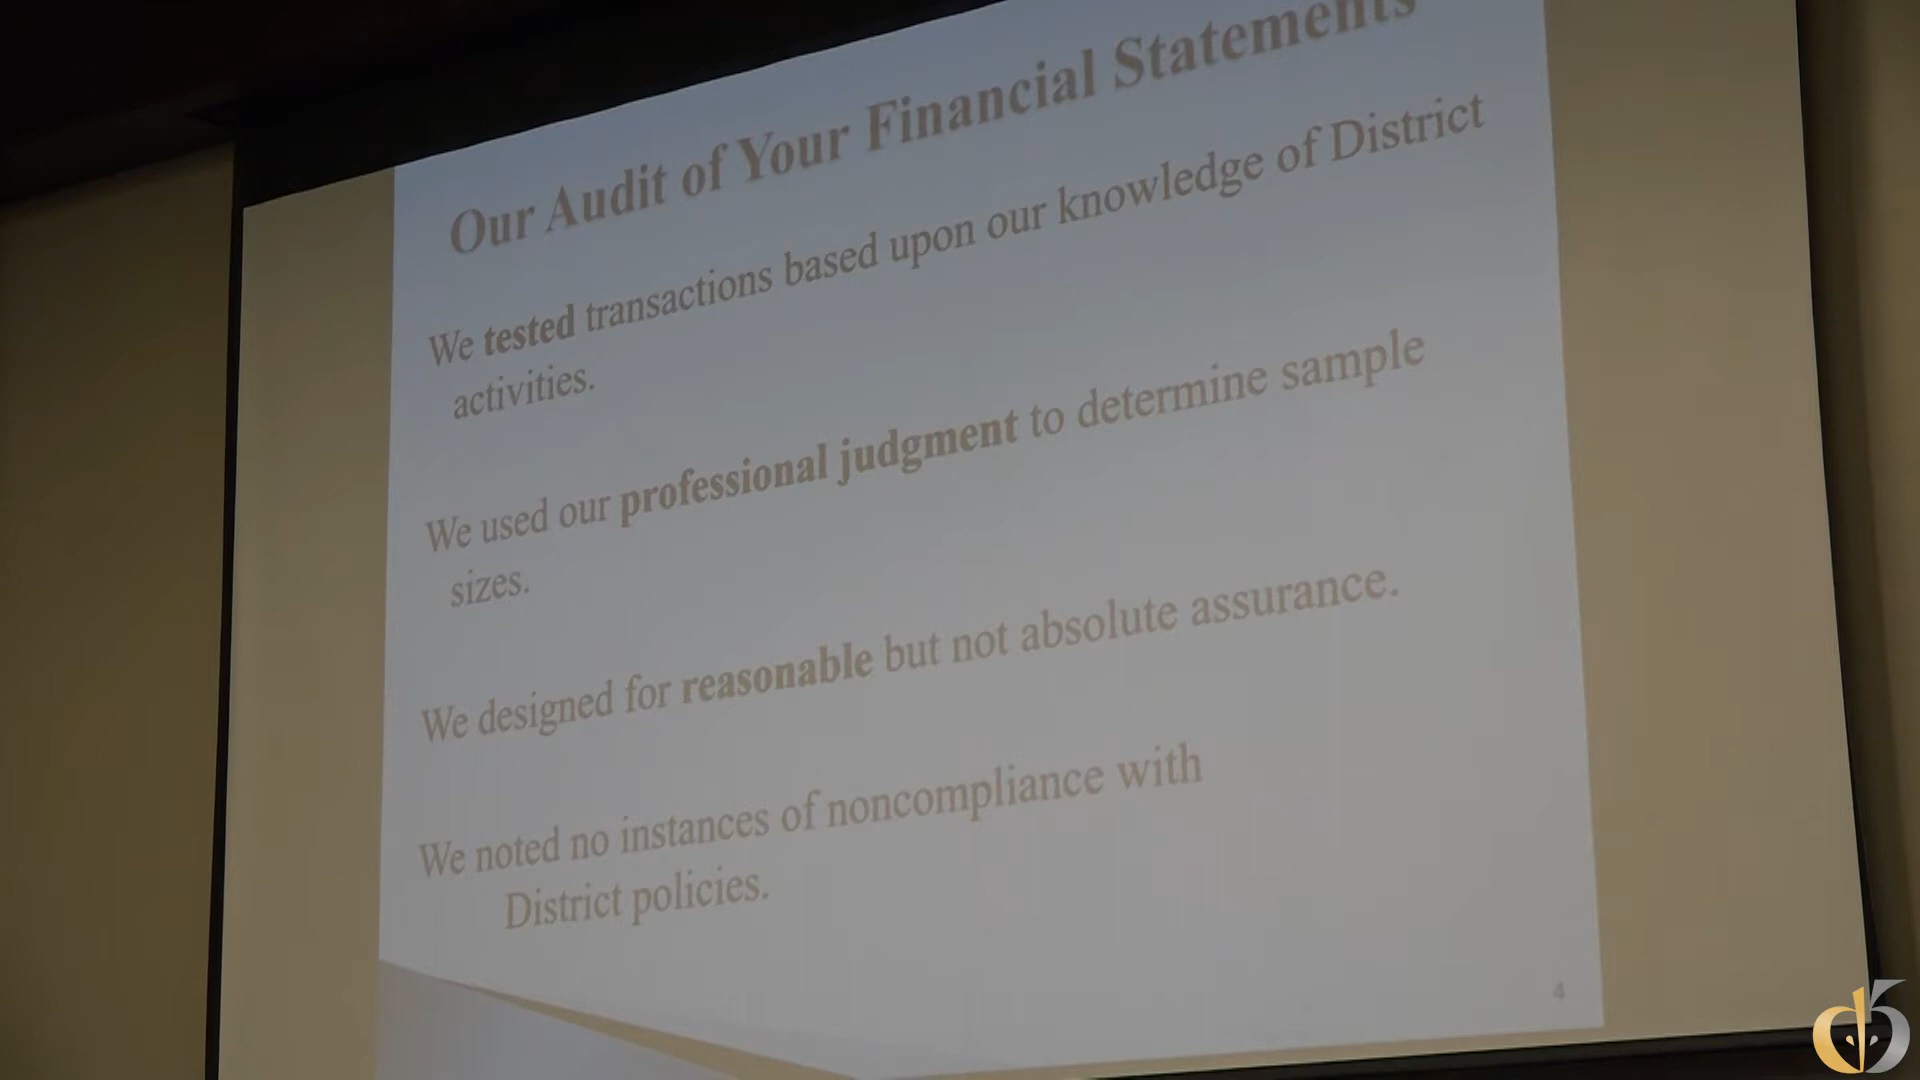 Our Audit of Your Financial Statements
We tested transactions based upon our knowledge of District
activities.
We used our professional judgment to determine sample
sizes.
We designed for reasonable but not absolute assurance.
We noted no instances of noncompliance with
District policies.
4